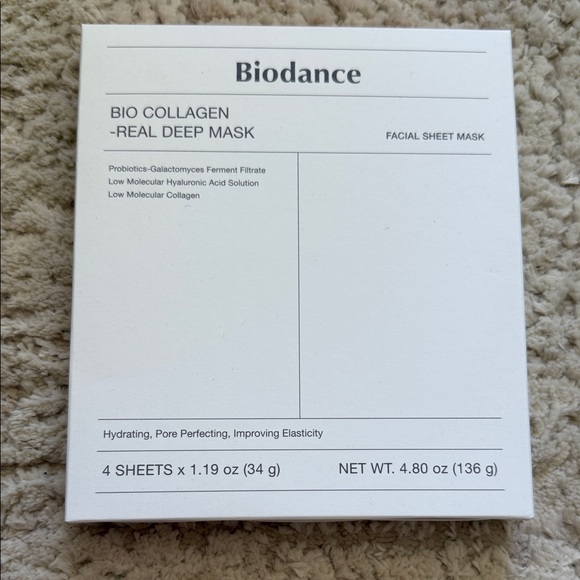 Biodance
BIO COLLAGEN
-REAL DEEP MASK
FACIAL SHEET MASK
Probiotics-Galactomyces Ferment Filtrate
Low Molecular Hyaluronic Acid Solution
Low Molecular Collagen
Hydrating, Pore Perfecting, Improving Elasticity
4 SHEETS x 1.19 oz (34 g)
NET WT. 4.80 oz (136 g)